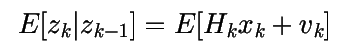 E[z_k|z_{k−1}] = E[H_k x_k + v_k]